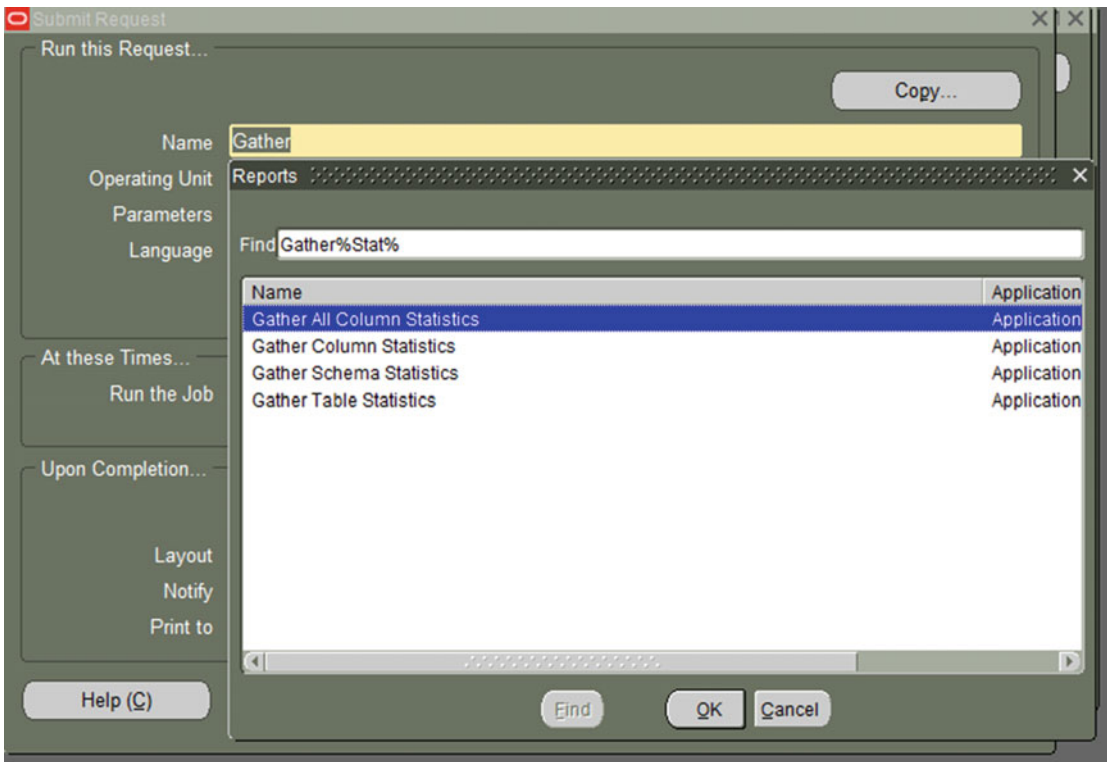 Submit Request
Run this Request...
Copy...
Name Gather
Operating Unit
Parameters
Language
Reports
Find Gather%Stat%
Name Application
Gather All Column Statistics Application
Gather Column Statistics Application
Gather Schema Statistics Application
Gather Table Statistics Application
At these Times...
Run the Job
Upon Completion...
Layout
Notify
Print to
Help (C)
Find
OK
Cancel